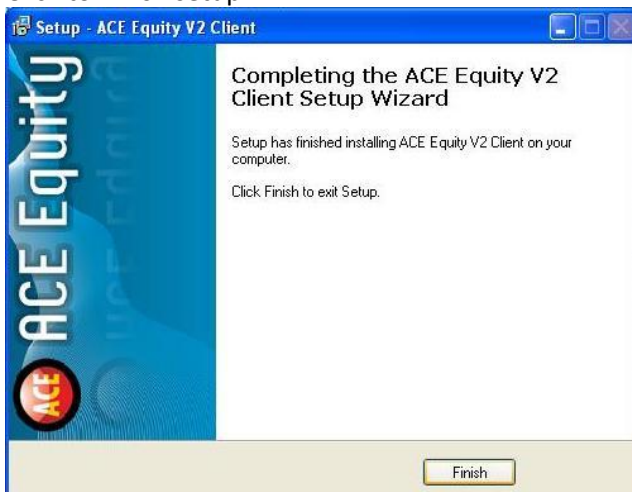 Setup - ACE Equity V2 Client
ACE Equity
ACE
Completing the ACE Equity V2
Client Setup Wizard
Setup has finished installing ACE Equity V2 Client on your
computer.
Click Finish to exit Setup.
Finish